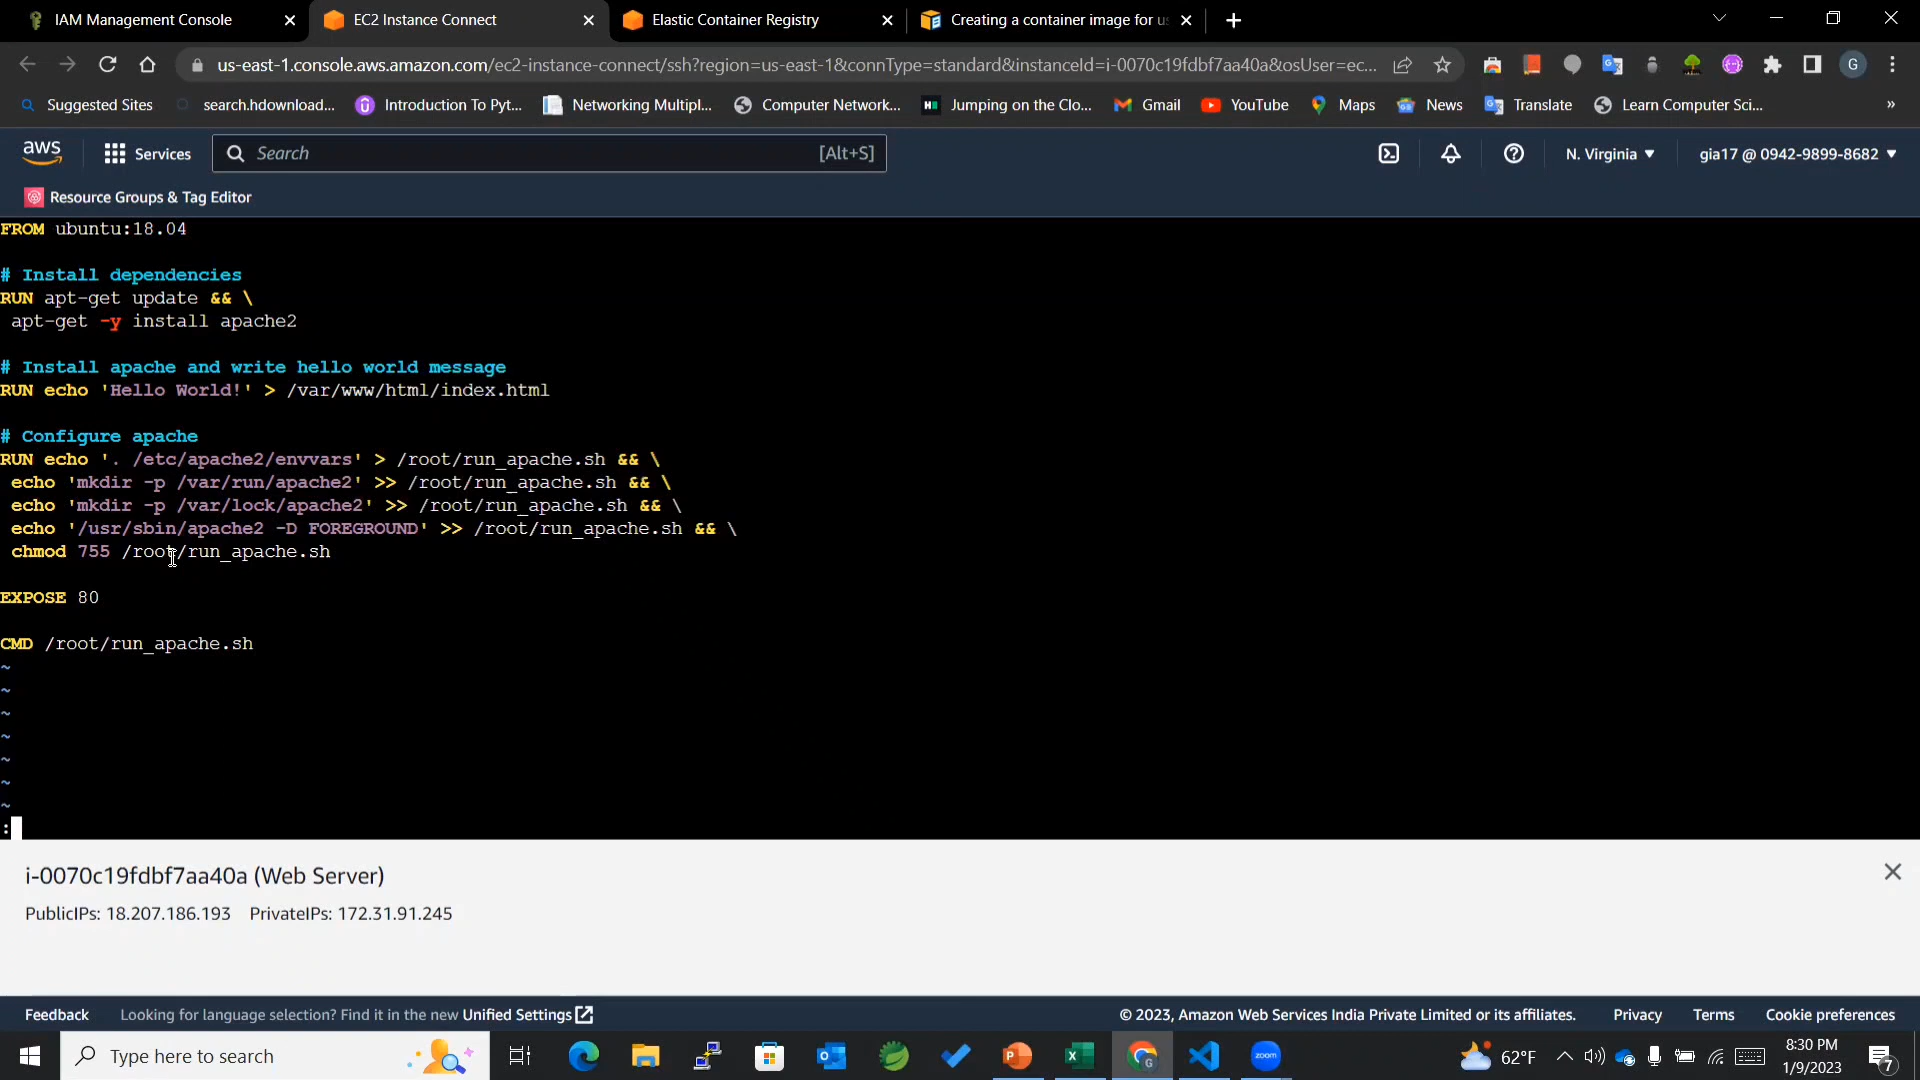 IAM Management Console
EC2 Instance Connect
Elastic Container Registry
Creating a container image for us
us-east-1.console.aws.amazon.com/ec2-instance-connect/ssh?region=us-east-1&connType=standard&instanceId=i-0070c19fdbf7aa40a&osUser=ec...
G
Suggested Sites
search.hdownload...
Introduction To Pyt...
Networking Multipl...
Computer Network...
Jumping on the Clo...
Gmail
YouTube
Maps
News
Translate
Learn Computer Sci...
»
aws
Services
Search
[Alt+S]
N. Virginia
gia17 @ 0942-9899-8682
Resource Groups & Tag Editor
FROM ubuntu:18.04
# Install dependencies
RUN apt-get update && \
apt-get -y install apache2
# Install apache and write hello world message
RUN echo 'Hello World!' > /var/www/html/index.html
# Configure apache
RUN echo '. /etc/apache2/envvars' > /root/run_apache.sh && \
echo 'mkdir -p /var/run/apache2' >> /root/run_apache.sh && \
echo 'mkdir -p /var/lock/apache2' >> /root/run_apache.sh && \
echo '/usr/sbin/apache2 -D FOREGROUND' >> /root/run_apache.sh && \
chmod 755 /root/run_apache.sh
EXPOSE 80
CMD /root/run_apache.sh
~
~
~
~
~
~
~
:
i-0070c19fdbf7aa40a (Web Server)
PublicIPs: 18.207.186.193 PrivateIPs: 172.31.91.245
Feedback
Looking for language selection? Find it in the new Unified Settings
© 2023, Amazon Web Services India Private Limited or its affiliates.
Privacy
Terms
Cookie preferences
Type here to search
zoom
62°F
8:30 PM
1/9/2023
7